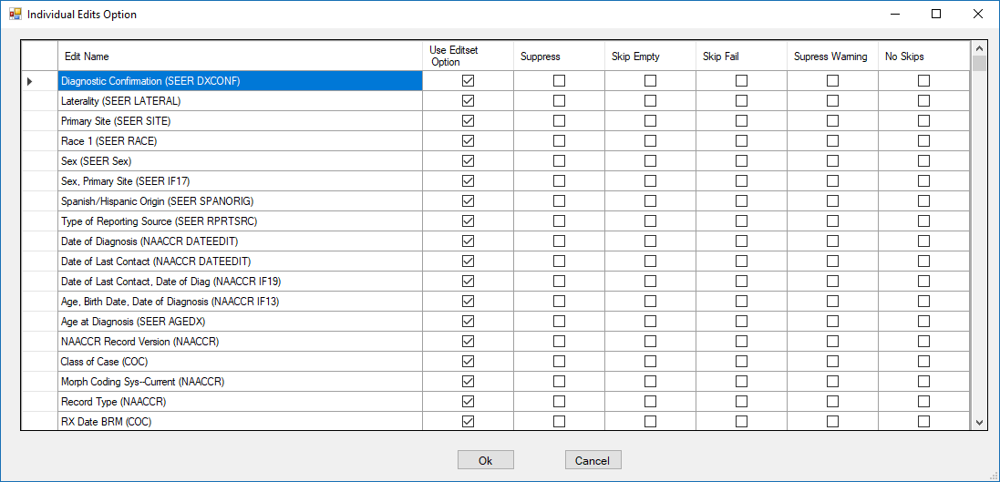 Individual Edits Option
Edit Name
Use Editset
Option
Suppress
Skip Empty
Skip Fail
Supress Warning
No Skips
Diagnostic Confirmation (SEER DXCONF)
Laterality (SEER LATERAL)
Primary Site (SEER SITE)
Race 1 (SEER RACE)
Sex (SEER Sex)
Sex, Primary Site (SEER IF17)
Spanish/Hispanic Origin (SEER SPANORIG)
Type of Reporting Source (SEER RPRTSRC)
Date of Diagnosis (NAACCR DATEEDIT)
Date of Last Contact (NAACCR DATEEDIT)
Date of Last Contact, Date of Diag (NAACCR IF19)
Age, Birth Date, Date of Diagnosis (NAACCR IF13)
Age at Diagnosis (SEER AGEDX)
NAACCR Record Version (NAACCR)
Class of Case (COC)
Morph Coding Sys--Current (NAACCR)
Record Type (NAACCR)
RX Date BRM (COC)
Ok
Cancel